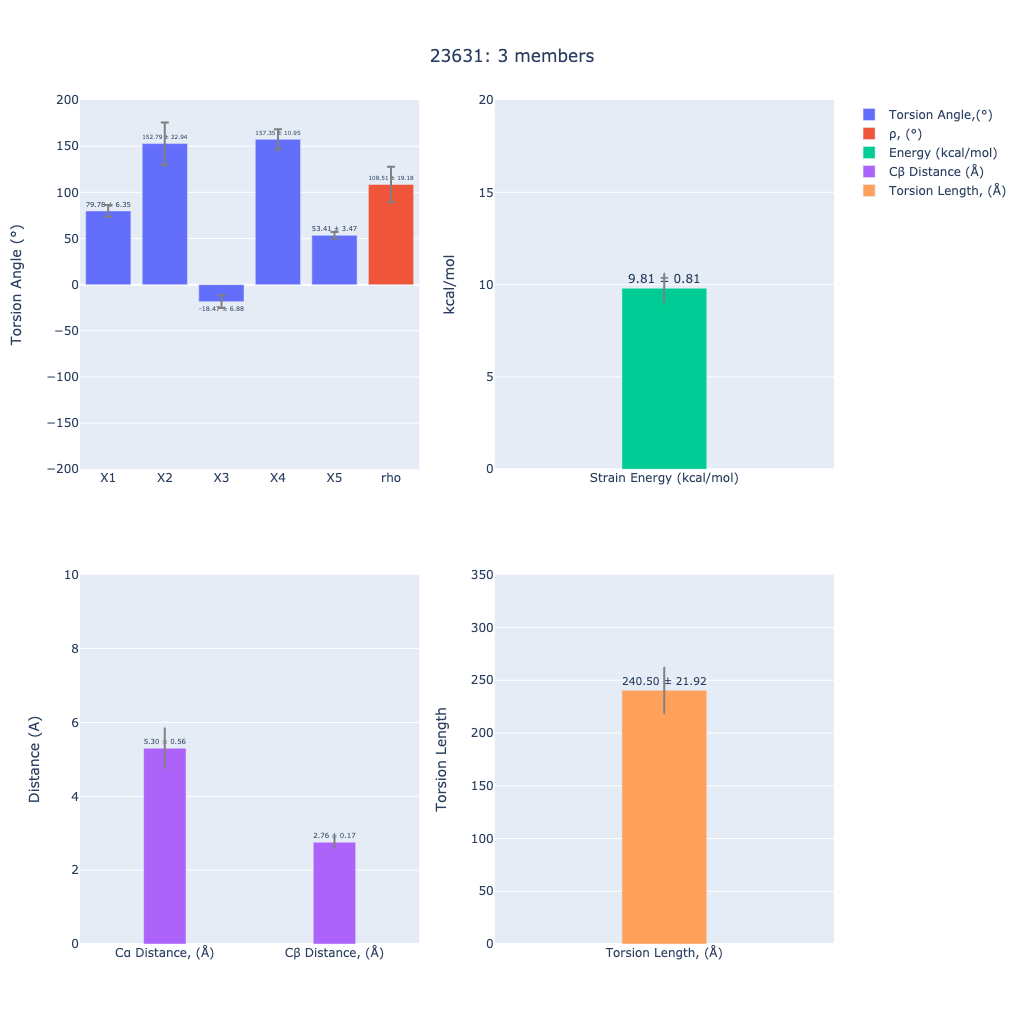 23631: 3 members
Torsion Angle (°)
200
150
100
50
0
−50
−100
−150
−200
79.78 ± 6.35
152.79 ± 22.94
-18.47 ± 6.88
157.35 ± 10.95
53.41 ± 3.47
108.51 ± 19.18
X1 X2 X3 X4 X5 rho
kcal/mol
20
15
10
5
0
9.81 ± 0.81
Strain Energy (kcal/mol)
Torsion Angle,(°)
ρ, (°)
Energy (kcal/mol)
Cβ Distance (Å)
Torsion Length, (Å)
Distance (A)
10
8
6
4
2
0
5.30 ± 0.56
2.76 ± 0.17
Cα Distance, (Å) Cβ Distance, (Å)
Torsion Length
350
300
250
200
150
100
50
0
240.50 ± 21.92
Torsion Length, (Å)